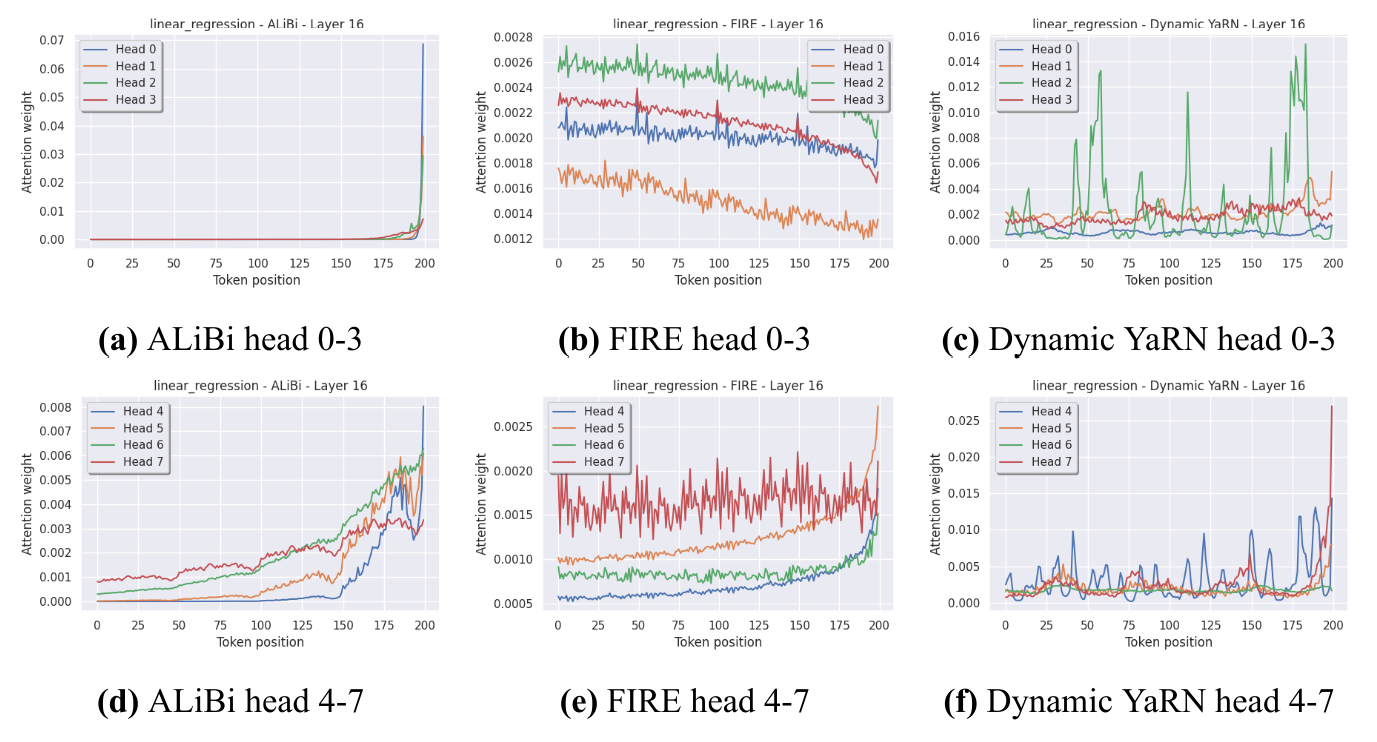 linear_regression - ALiBi - Layer 16
0.07
0.06
0.05
0.04
0.03
0.02
0.01
0.00
Attention weight
Head 0
Head 1
Head 2
Head 3
0 25 50 75 100 125 150 175 200
Token position
(a) ALiBi head 0-3
linear_regression - FIRE - Layer 16
0.0028
0.0026
0.0024
0.0022
0.0020
0.0018
0.0016
0.0014
0.0012
Attention weight
Head 0
Head 1
Head 2
Head 3
0 25 50 75 100 125 150 175 200
Token position
(b) FIRE head 0-3
linear_regression - Dynamic YaRN - Layer 16
0.016
0.014
0.012
0.010
0.008
0.006
0.004
0.002
0.000
Attention weight
Head 0
Head 1
Head 2
Head 3
0 25 50 75 100 125 150 175 200
Token position
(c) Dynamic YaRN head 0-3
linear_regression - ALiBi - Layer 16
0.008
0.007
0.006
0.005
0.004
0.003
0.002
0.001
0.000
Attention weight
Head 4
Head 5
Head 6
Head 7
0 25 50 75 100 125 150 175 200
Token position
(d) ALiBi head 4-7
linear_regression - FIRE - Layer 16
0.0025
0.0020
0.0015
0.0010
0.0005
Attention weight
Head 4
Head 5
Head 6
Head 7
0 25 50 75 100 125 150 175 200
Token position
(e) FIRE head 4-7
linear_regression - Dynamic YaRN - Layer 16
0.025
0.020
0.015
0.010
0.005
0.000
Attention weight
Head 4
Head 5
Head 6
Head 7
0 25 50 75 100 125 150 175 200
Token position
(f) Dynamic YaRN head 4-7